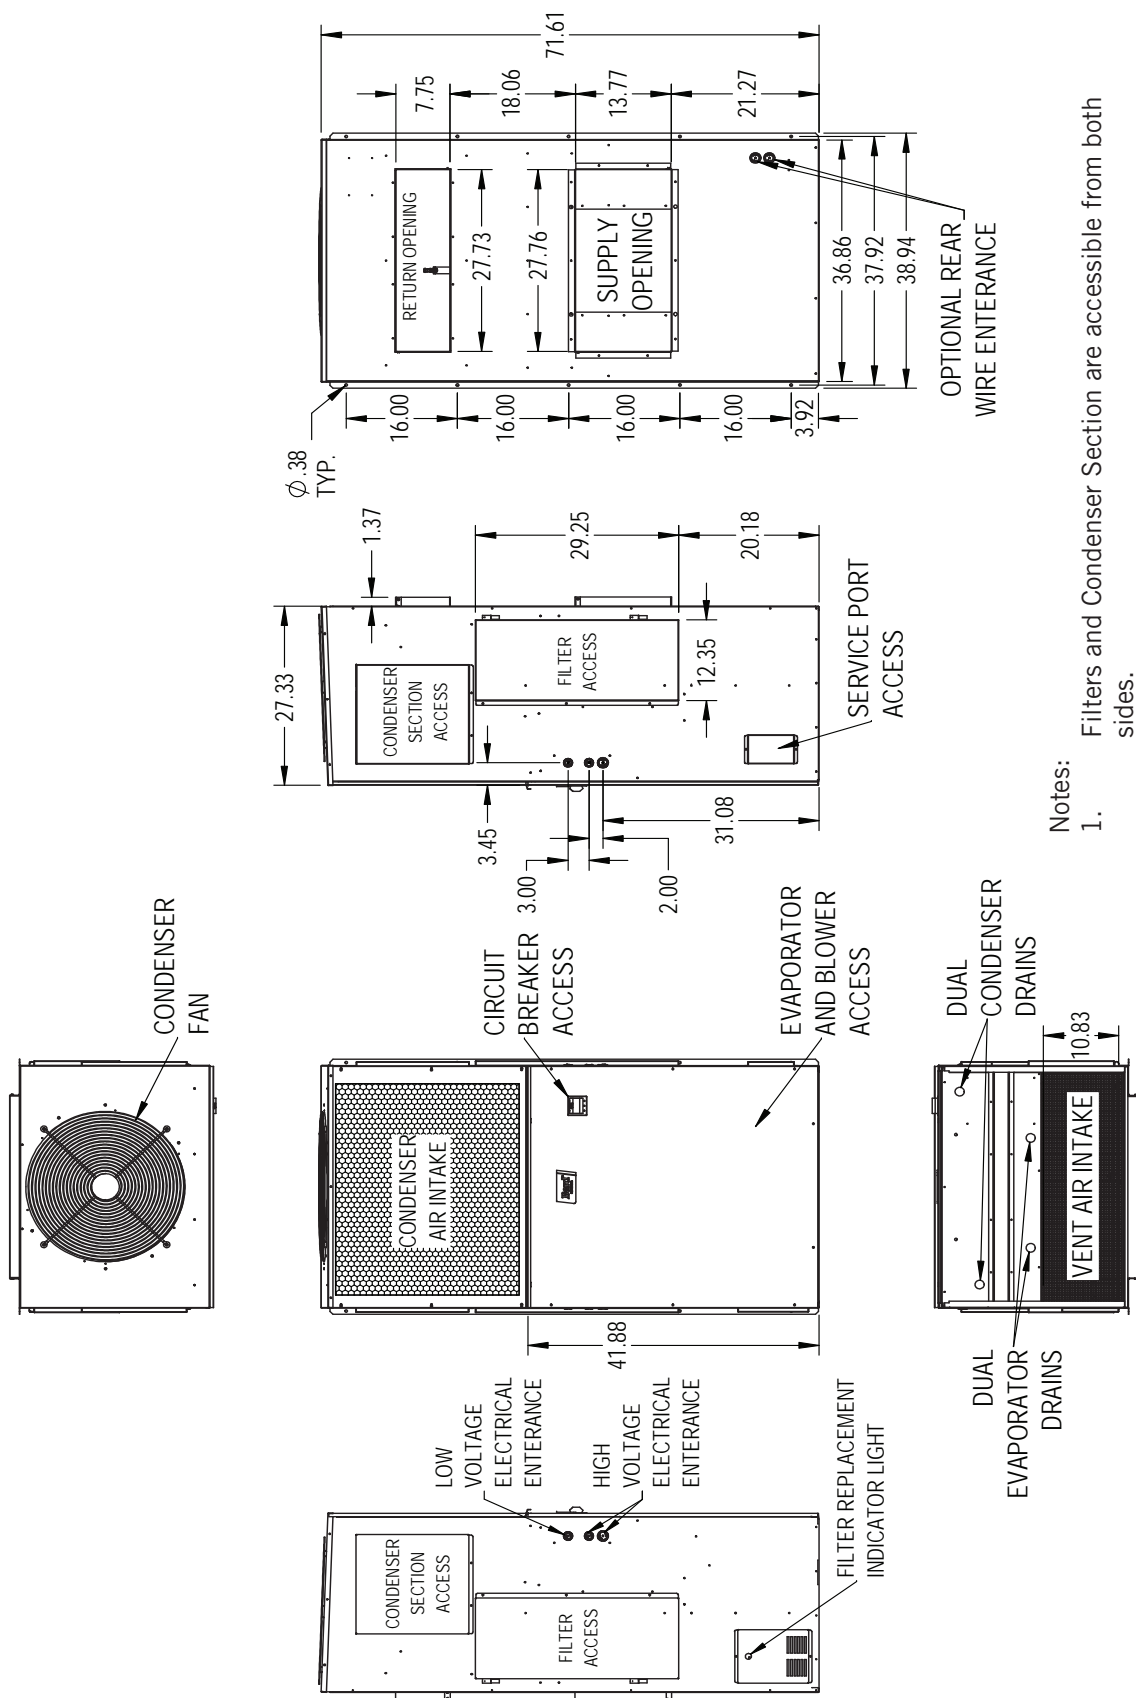 CONDENSER
FAN
LOW
VOLTAGE
ELECTRICAL
ENTERANCE
HIGH
VOLTAGE
ELECTRICAL
ENTERANCE
CONDENSER
SECTION
ACCESS
FILTER
ACCESS
FILTER REPLACEMENT
INDICATOR LIGHT
CONDENSER
AIR INTAKE
41.88
CIRCUIT
BREAKER
ACCESS
EVAPORATOR
AND BLOWER
ACCESS
27.33
1.37
CONDENSER
SECTION
ACCESS
FILTER
ACCESS
29.25
20.18
12.35
3.45
3.00
2.00
31.08
SERVICE PORT
ACCESS
Ø.38
TYP.
16.00
16.00
16.00
16.00
3.92
RETURN OPENING
27.73
27.76
SUPPLY
OPENING
71.61
7.75
18.06
13.77
21.27
36.86
37.92
38.94
OPTIONAL REAR
WIRE ENTERANCE
DUAL
EVAPORATOR
DRAINS
VENT AIR INTAKE
10.83
DUAL
CONDENSER
DRAINS
Notes:
1. Filters and Condenser Section are accessible from both
sides.